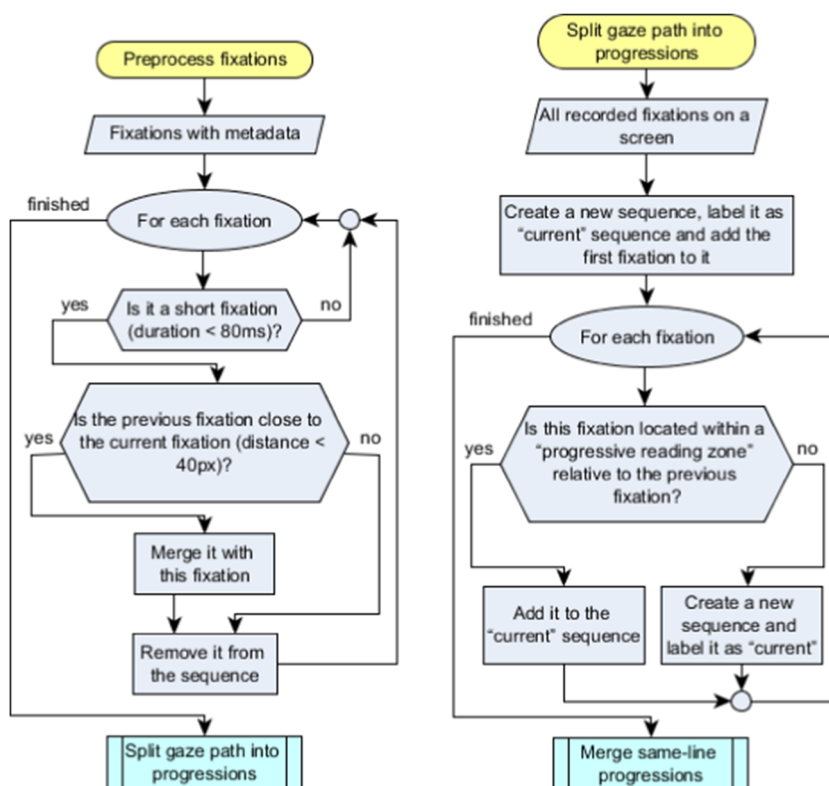 Preprocess fixations
Fixations with metadata
finished
For each fixation
yes
Is it a short fixation
(duration < 80ms)?
no
yes
Is the previous fixation close to
the current fixation (distance <
40px)?
no
Merge it with
this fixation
Remove it from
the sequence
Split gaze path into
progressions
Split gaze path into
progressions
All recorded fixations on a
screen
Create a new sequence, label it as
“current” sequence and add the
first fixation to it
finished
For each fixation
yes
Is this fixation located within a
“progressive reading zone”
relative to the previous
fixation?
no
Add it to the
“current” sequence
Create a new
sequence and
label it as “current”
Merge same-line
progressions